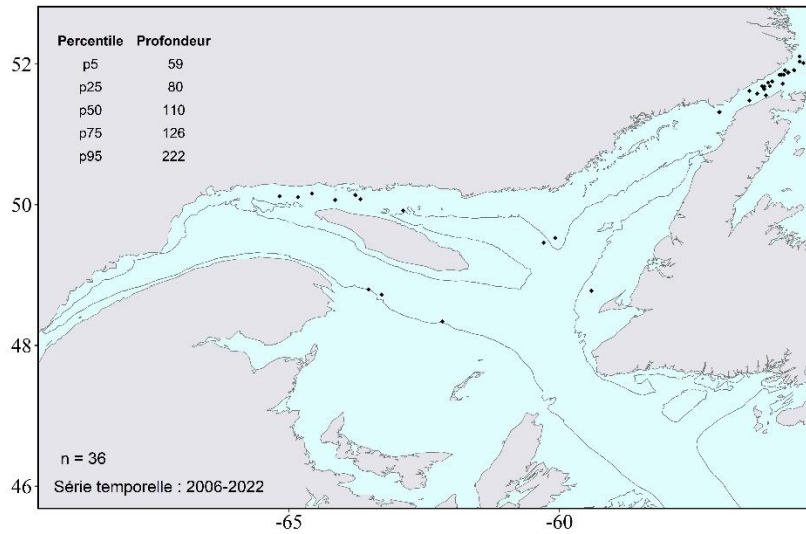 Percentile Profondeur
p5 59
p25 80
p50 110
p75 126
p95 222
52
50
48
46
n = 36
Série temporelle : 2006-2022
-65 -60